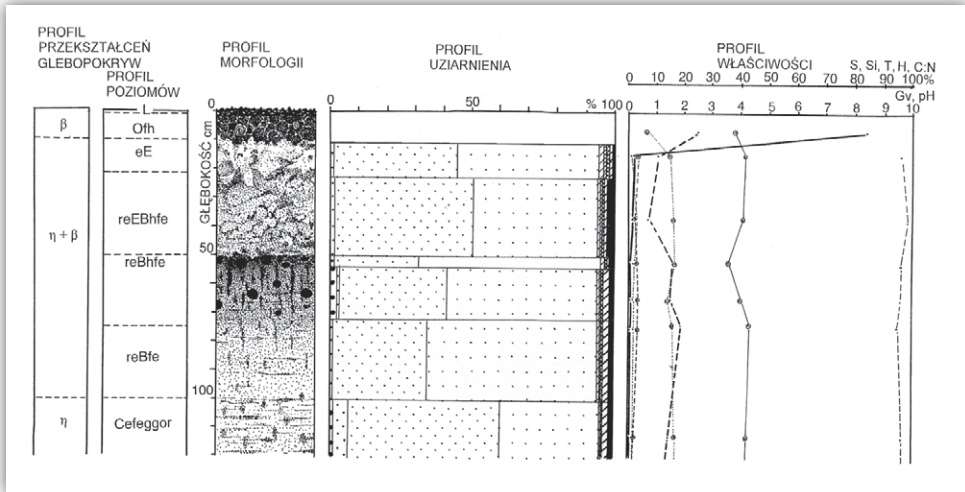 PROFIL
PRZEKSZTAŁCEŃ
GLEBOPOKRYW
PROFIL
POZIOMÓW
PROFIL
MORFOLOGII
PROFIL
UZIARNIENIA
PROFIL
WŁAŚCIWOŚCI
S, Si, T, H, C:N
0 10 20 30 40 50 60 70 80 90 100%
Gv, pH
0 1 2 3 4 5 6 7 8 9 10
0 50 % 100
GŁĘBOKOŚĆ cm
0
50
100
β
η + β
η
L
Ofh
eE
reEBhfe
reBhfe
reBfe
Cefeggor